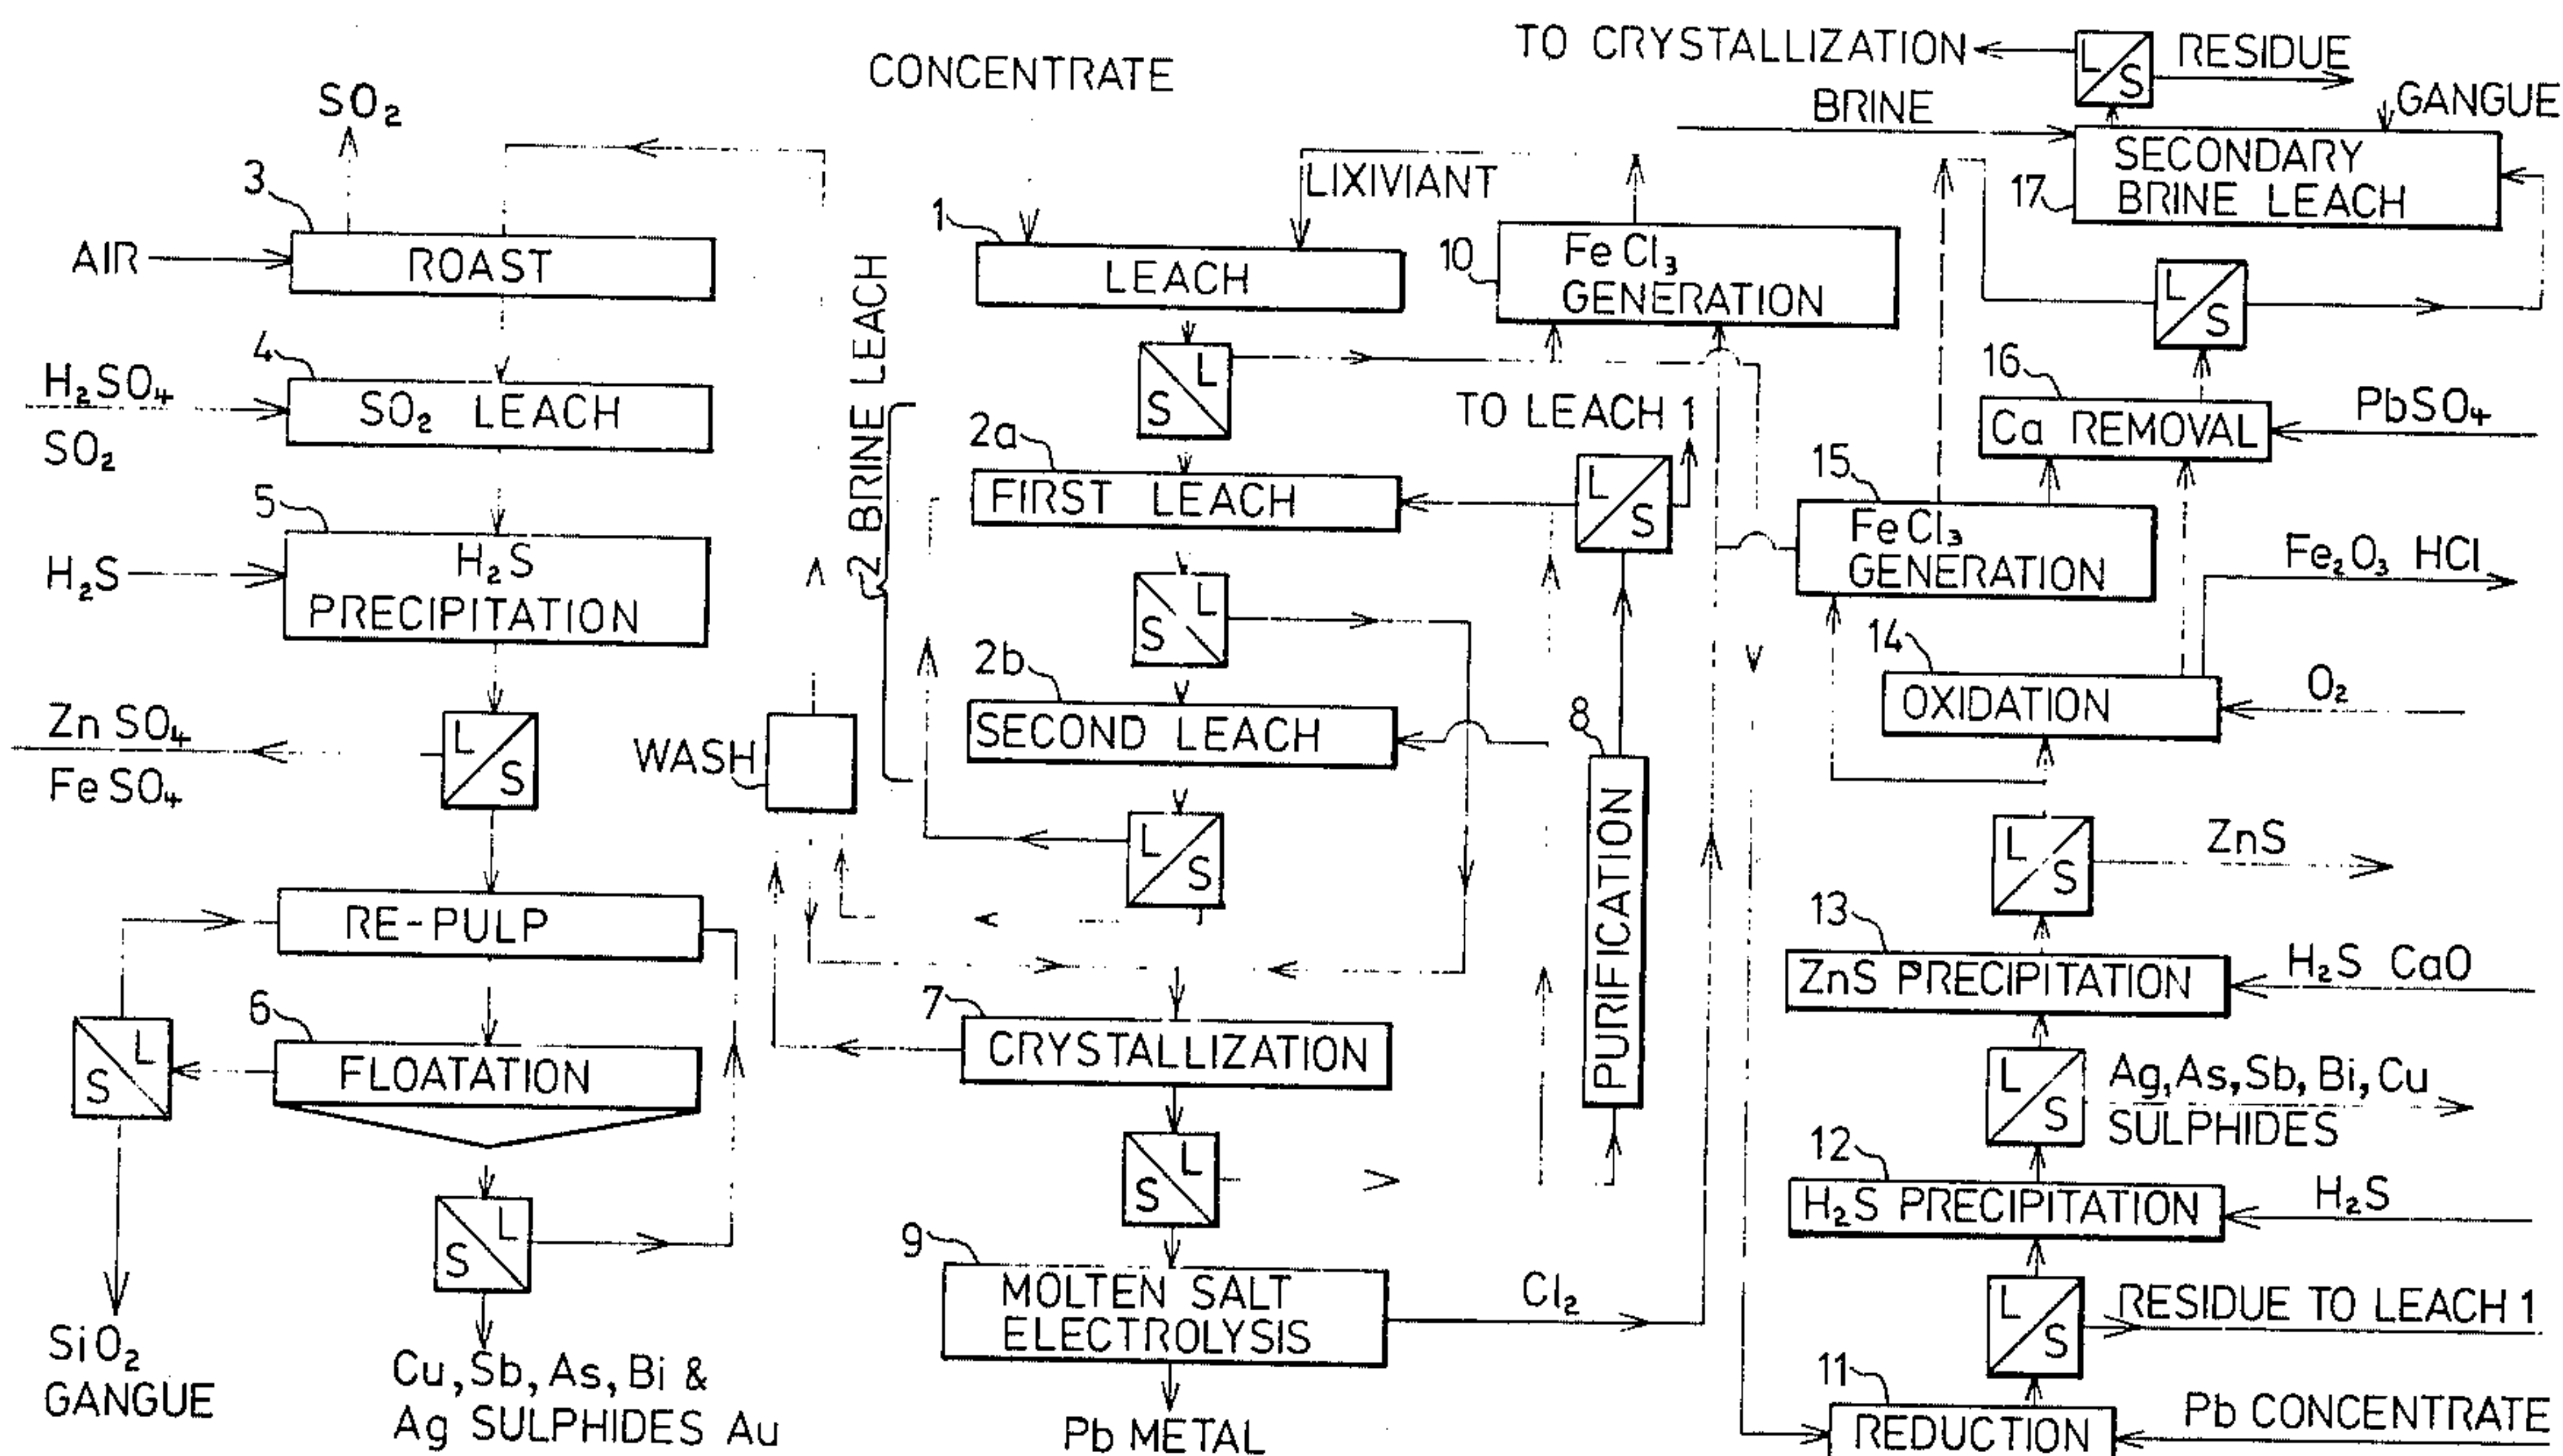 CONCENTRATE
SO₂
3
AIR
ROAST
4
H₂SO₄
SO₂
SO₂ LEACH
5
H₂S
H₂S
PRECIPITATION
Zn SO₄
Fe SO₄
L
S
RE-PULP
6
FLOATATION
L
S
SiO₂
GANGUE
L
S
Cu, Sb, As, Bi &
Ag SULPHIDES Au
WASH
2 BRINE LEACH
LIXIVIANT
1
LEACH
L
S
2a
FIRST LEACH
L
S
2b
SECOND LEACH
L
S
7
CRYSTALLIZATION
L
S
9
MOLTEN SALT
ELECTROLYSIS
Cl₂
Pb METAL
10
FeCl₃
GENERATION
TO LEACH 1
L
S
8
PURIFICATION
TO CRYSTALLIZATION
L
S
RESIDUE
BRINE
GANGUE
17
SECONDARY
BRINE LEACH
L
S
16
Ca REMOVAL
PbSO₄
15
FeCl₃
GENERATION
Fe₂O₃ HCl
14
OXIDATION
O₂
L
S
ZnS
13
ZnS PRECIPITATION
H₂S CaO
L
S
Ag, As, Sb, Bi, Cu
SULPHIDES
12
H₂S PRECIPITATION
H₂S
L
S
RESIDUE TO LEACH 1
11
REDUCTION
Pb CONCENTRATE